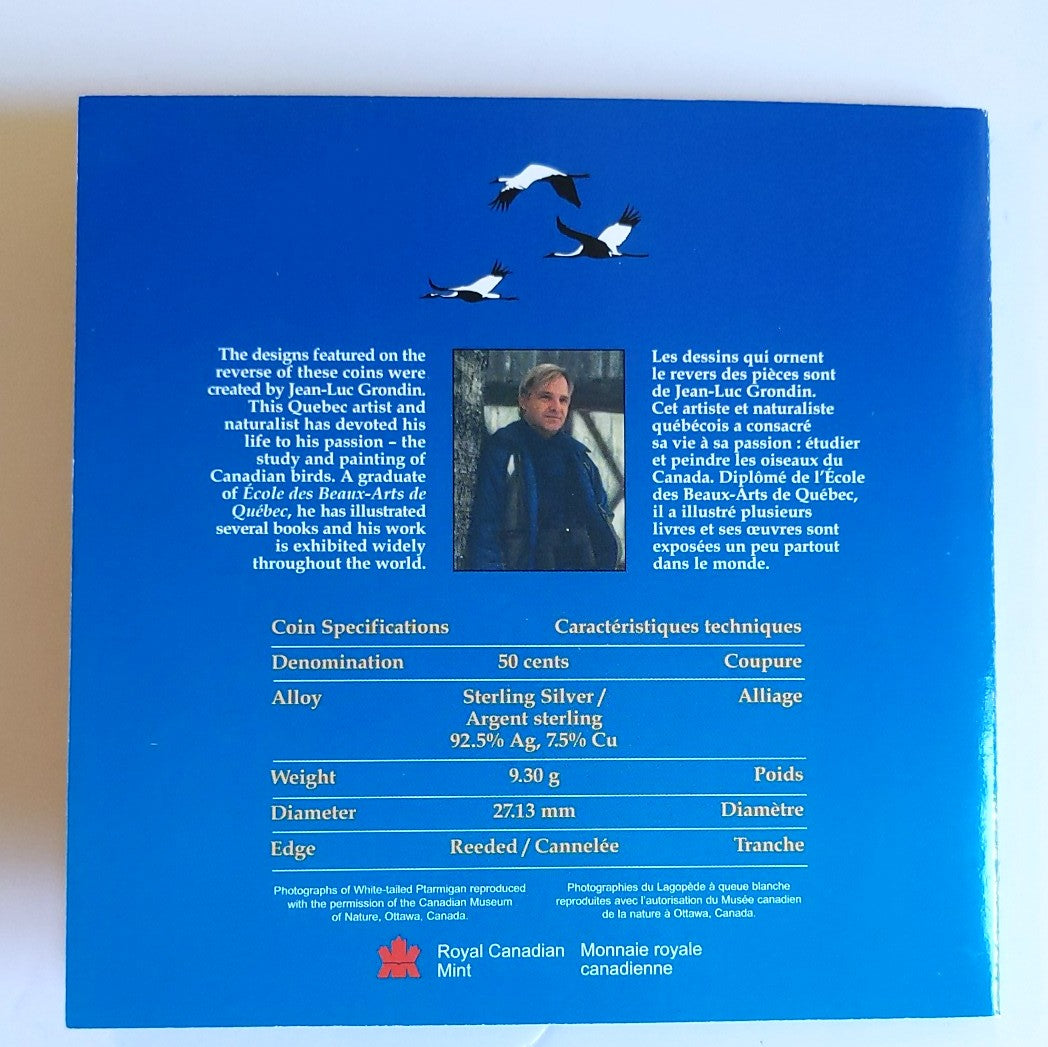 The designs featured on the
reverse of these coins were
created by Jean-Luc Grondin.
This Quebec artist and
naturalist has devoted his
life to his passion – the
study and painting of
Canadian birds. A graduate
of École des Beaux-Arts de
Québec, he has illustrated
several books and his work
is exhibited widely
throughout the world.
Les dessins qui ornent
le revers des pièces sont
de Jean-Luc Grondin.
Cet artiste et naturaliste
québécois a consacré
sa vie à sa passion : étudier
et peindre les oiseaux du
Canada. Diplômé de l'École
des Beaux-Arts de Québec,
il a illustré plusieurs
livres et ses œuvres sont
exposées un peu partout
dans le monde.
Coin Specifications Caractéristiques techniques
Denomination 50 cents Coupure
Alloy Sterling Silver / Alliage
Argent sterling
92.5% Ag, 7.5% Cu
Weight 9.30 g Poids
Diameter 27.13 mm Diamètre
Edge Reeded / Cannelée Tranche
Photographs of White-tailed Ptarmigan reproduced
with the permission of the Canadian Museum
of Nature, Ottawa, Canada.
Photographies du Lagopède à queue blanche
reproduites avec l'autorisation du Musée canadien
de la nature à Ottawa, Canada.
Royal Canadian
Mint
Monnaie royale
canadienne